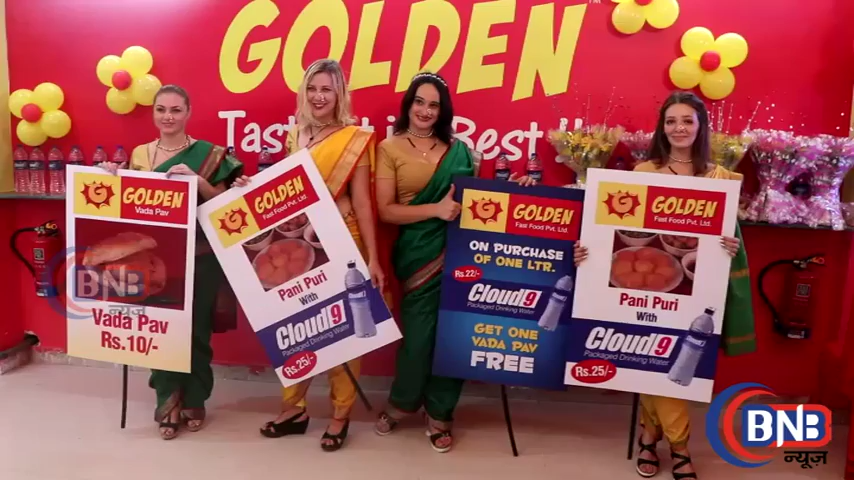 GOLDEN™
Taste it is Best !!
GOLDEN
Vada Pav
Vada Pav
Rs.10/-
BNB
न्यूज़
GOLDEN
Fast Food Pvt. Ltd.
Pani Puri
With
Cloud9
Packaged Drinking Water
Rs.25/-
GOLDEN
Fast Food Pvt. Ltd.
ON PURCHASE
OF ONE LTR.
Rs.22/-
Cloud9
Packaged Drinking Water
GET ONE
VADA PAV
FREE
GOLDEN
Fast Food Pvt. Ltd.
Pani Puri
With
Cloud9
Packaged Drinking Water
Rs.25/-
BNB
न्यूज़